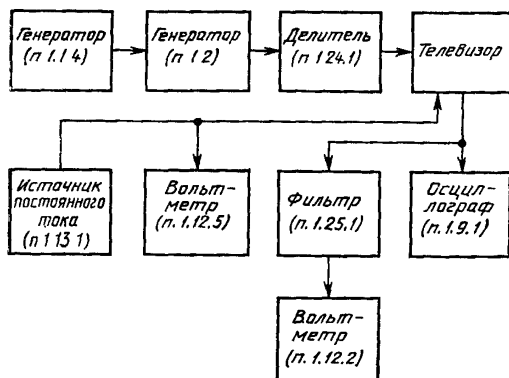 Генератор
(п 1.1 4)
Генератор
(п 1 2)
Делитель
(п 1 24.1)
Телевизор
Источник
постоянного
тока
(п 1 13 1)
Вольт-
метр
(п. 1.12.5)
Фильтр
(п. 1.25.1)
Осцил-
лограф
(п. 1.9.1)
Вольт-
метр
(п. 1.12.2)